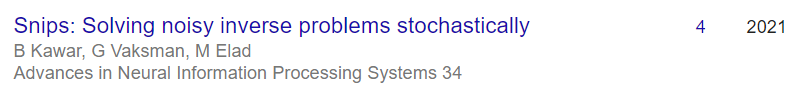 Snips: Solving noisy inverse problems stochastically 4 2021
B Kawar, G Vaksman, M Elad
Advances in Neural Information Processing Systems 34